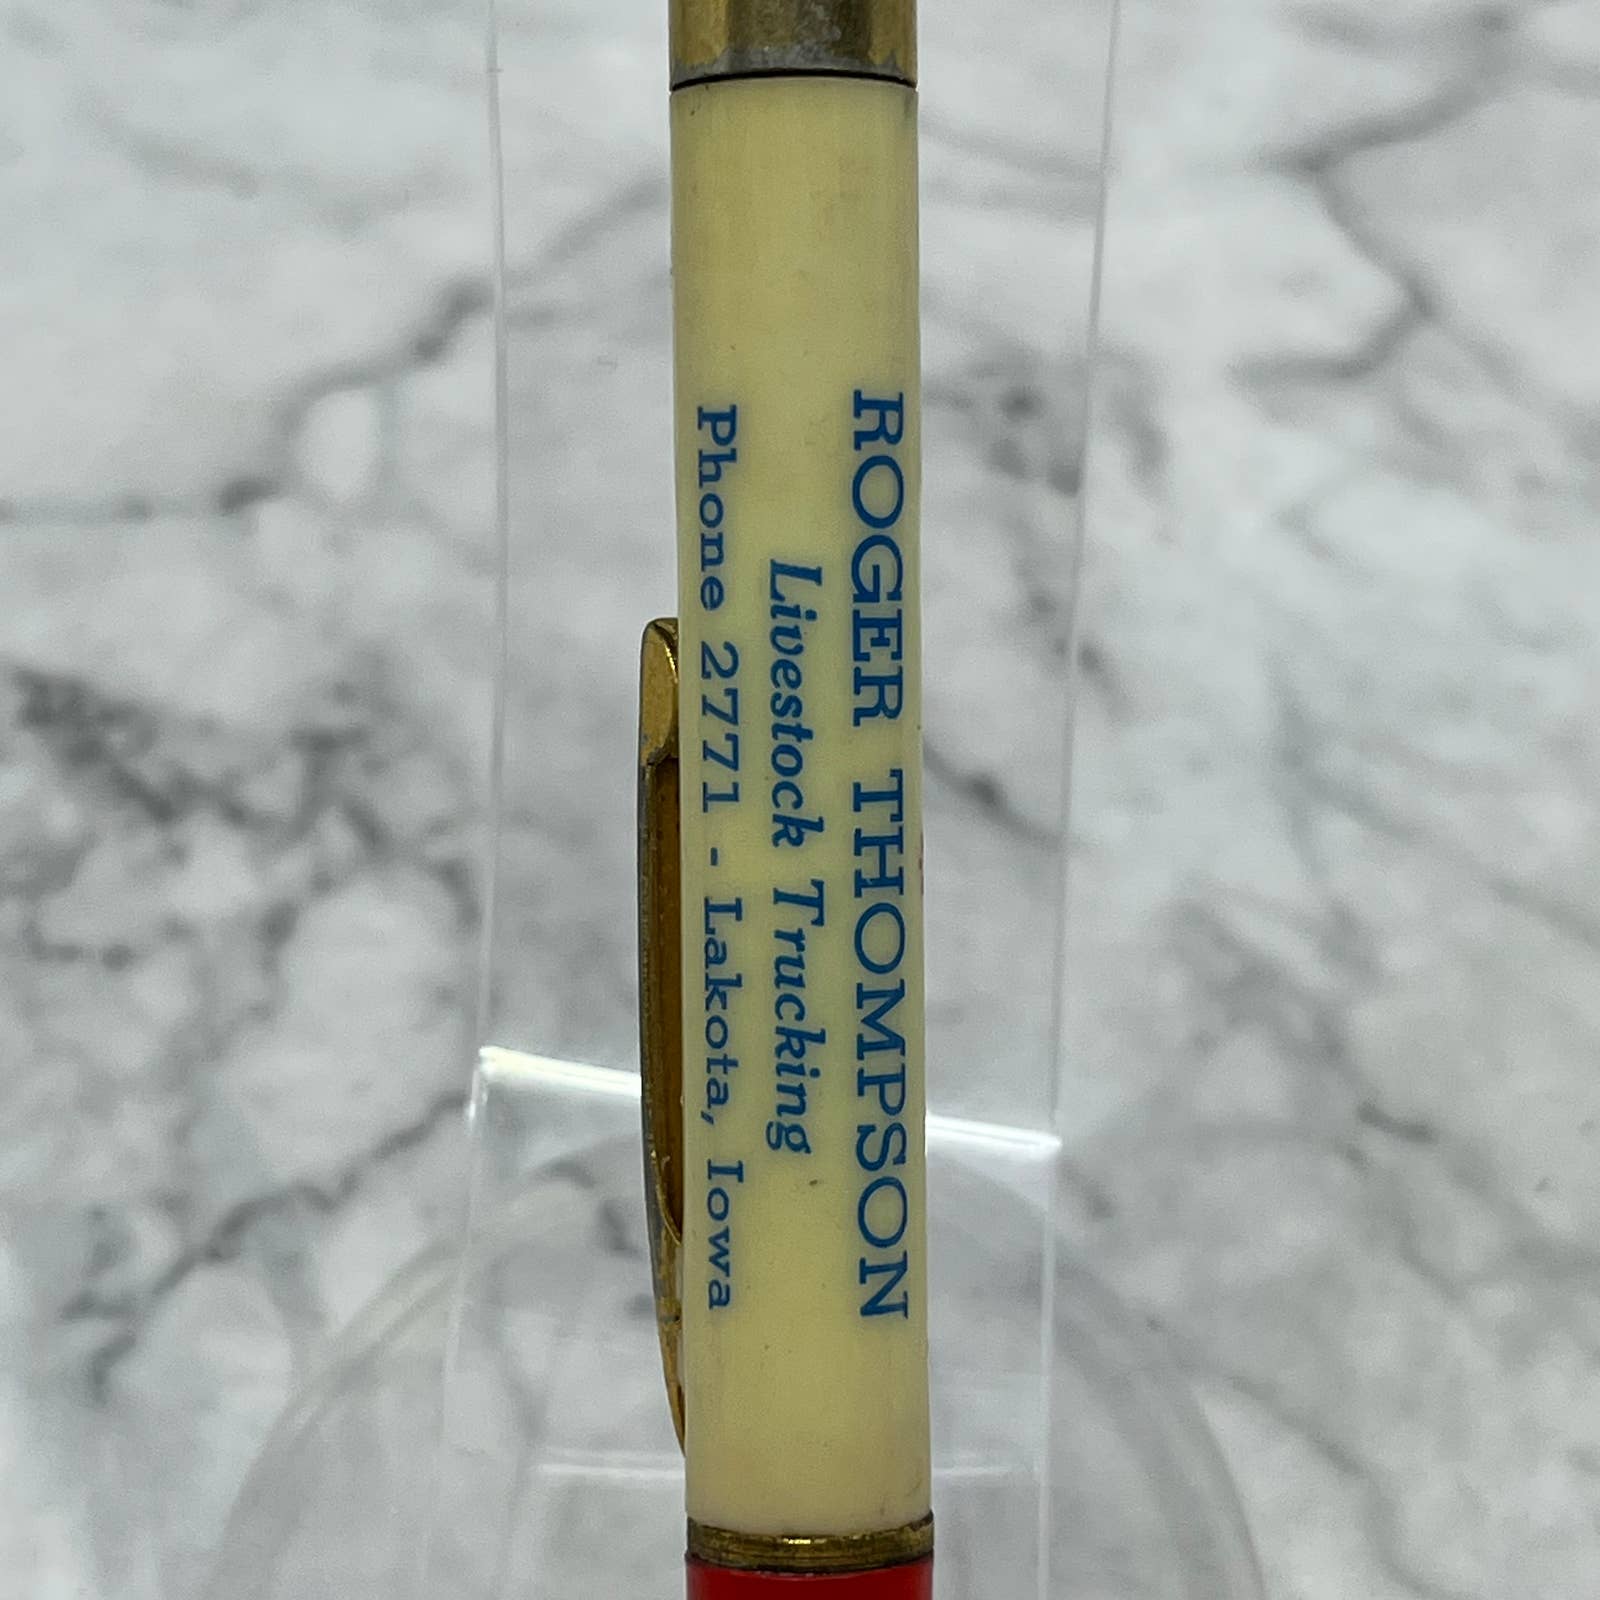 ROGER THOMPSON
Livestock Trucking
Phone 2771 - Lakota, Iowa